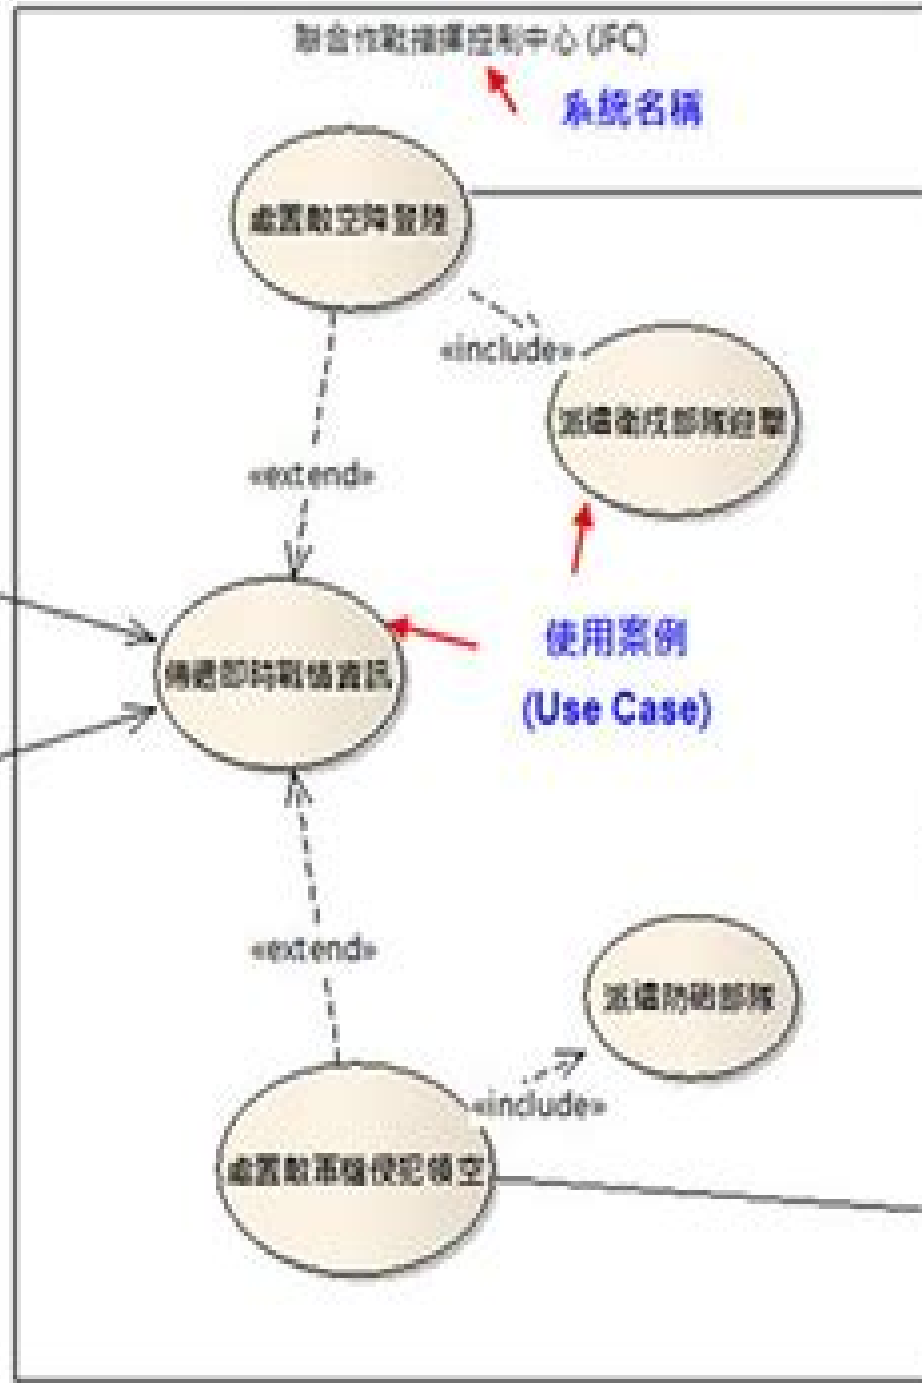 聯合作戰指揮控制中心 (JFC)
系統名稱
處置敵空降登陸
«include»
派遣衛戍部隊迎擊
«extend»
使用案例
傳遞即時戰情資訊
(Use Case)
«extend»
派遣防砲部隊
«include»
處置敵軍機侵犯領空